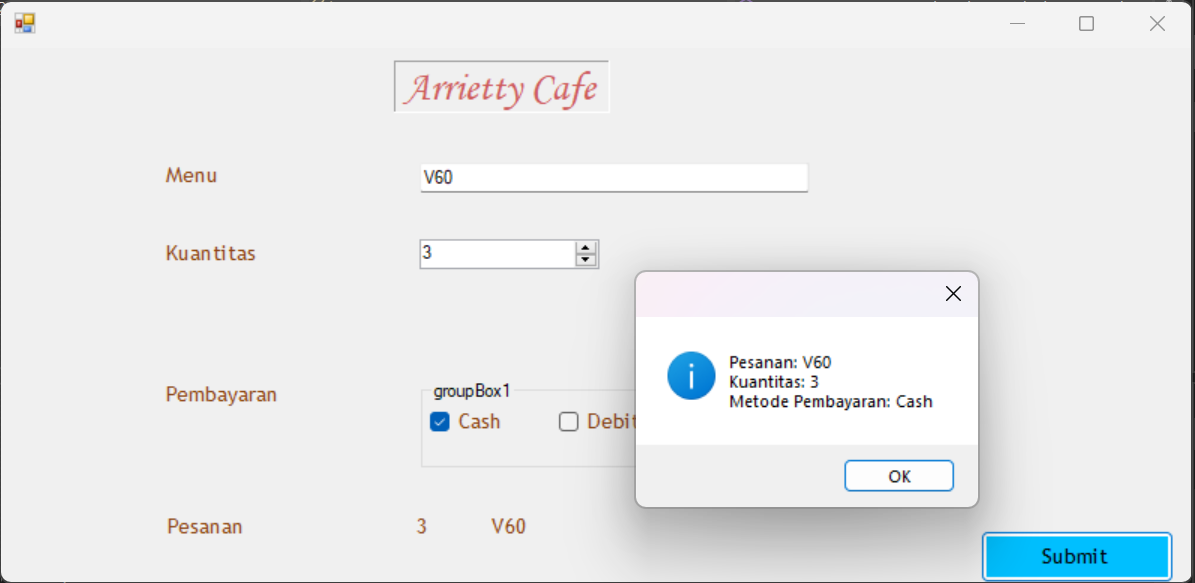 Arrietty Cafe
Menu
V60
Kuantitas
3
Pembayaran
groupBox1
Cash
Debit
Pesanan: V60
Kuantitas: 3
Metode Pembayaran: Cash
OK
Pesanan
3 V60
Submit